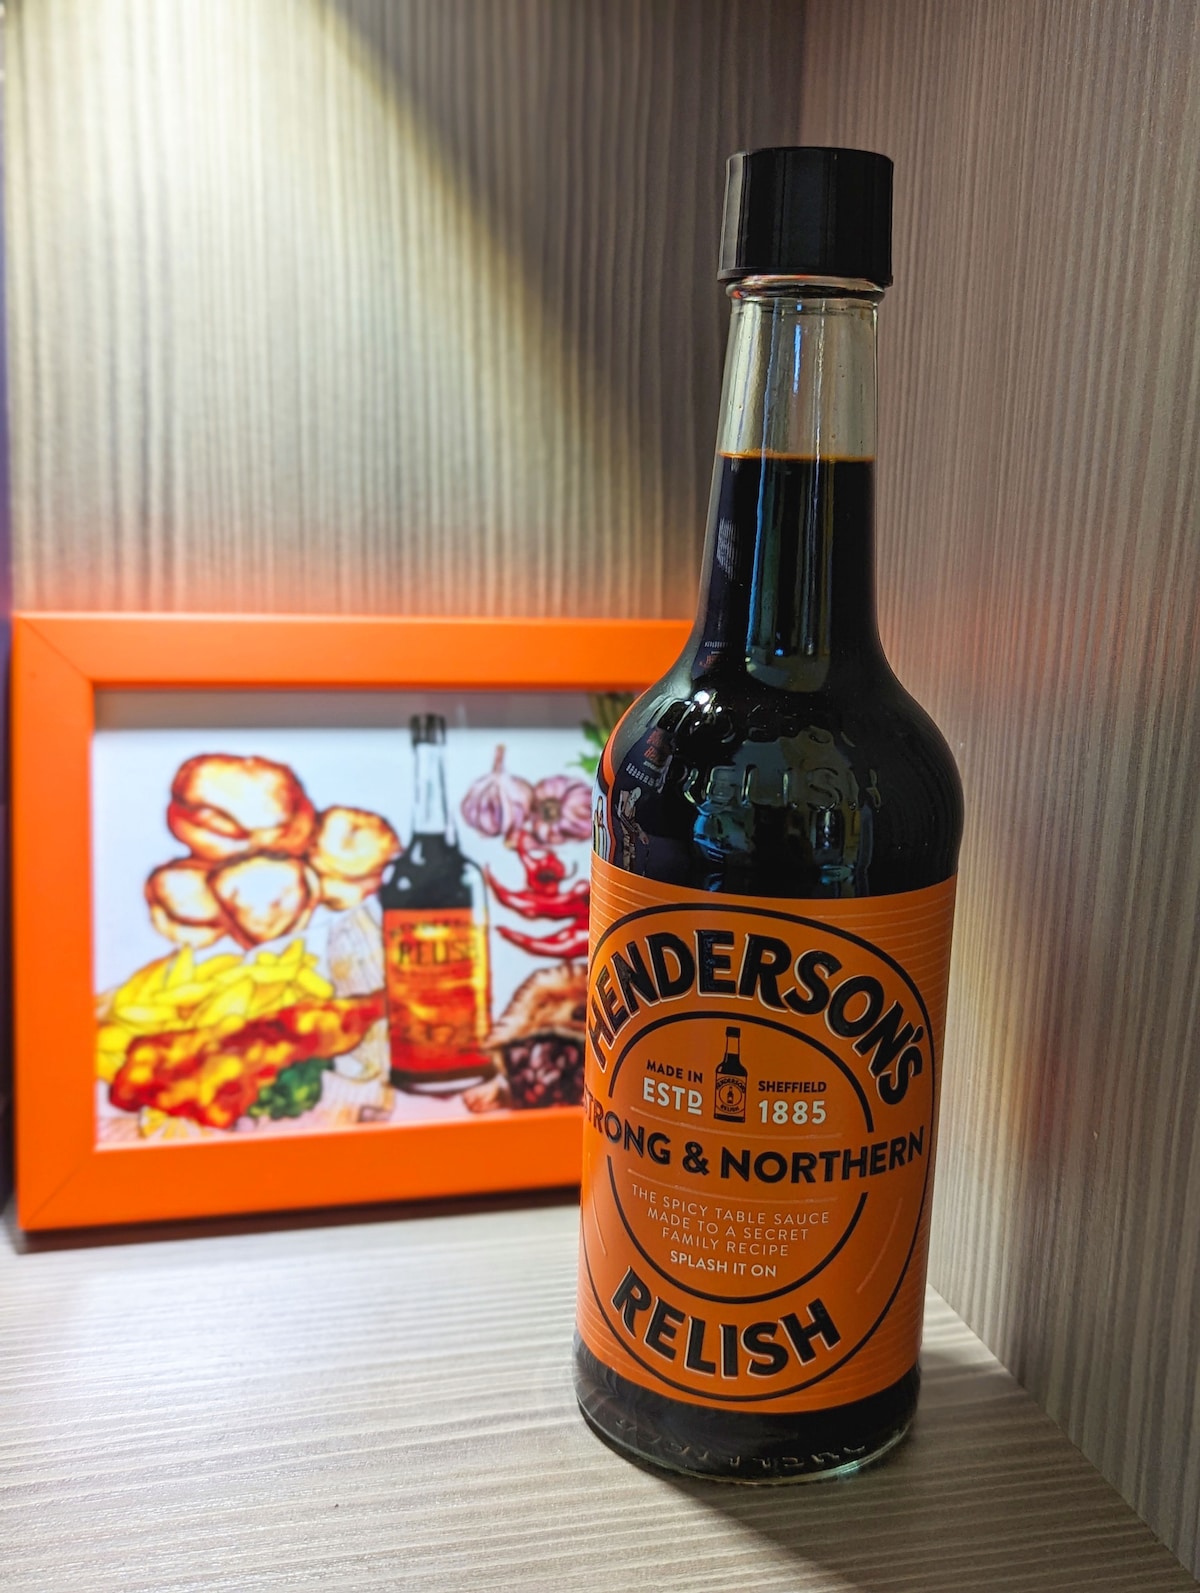 HENDERSON'S
MADE IN SHEFFIELD
ESTD 1885
STRONG & NORTHERN
THE SPICY TABLE SAUCE
MADE TO A SECRET
FAMILY RECIPE
SPLASH IT ON
RELISH